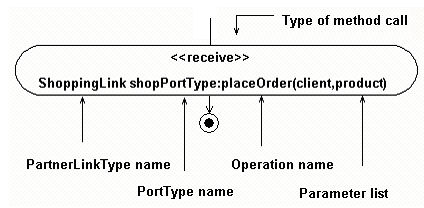 Type of method call
<<receive>>
ShoppingLink shopPortType:placeOrder(client,product)
PartnerLinkType name
Operation name
PortType name
Parameter list